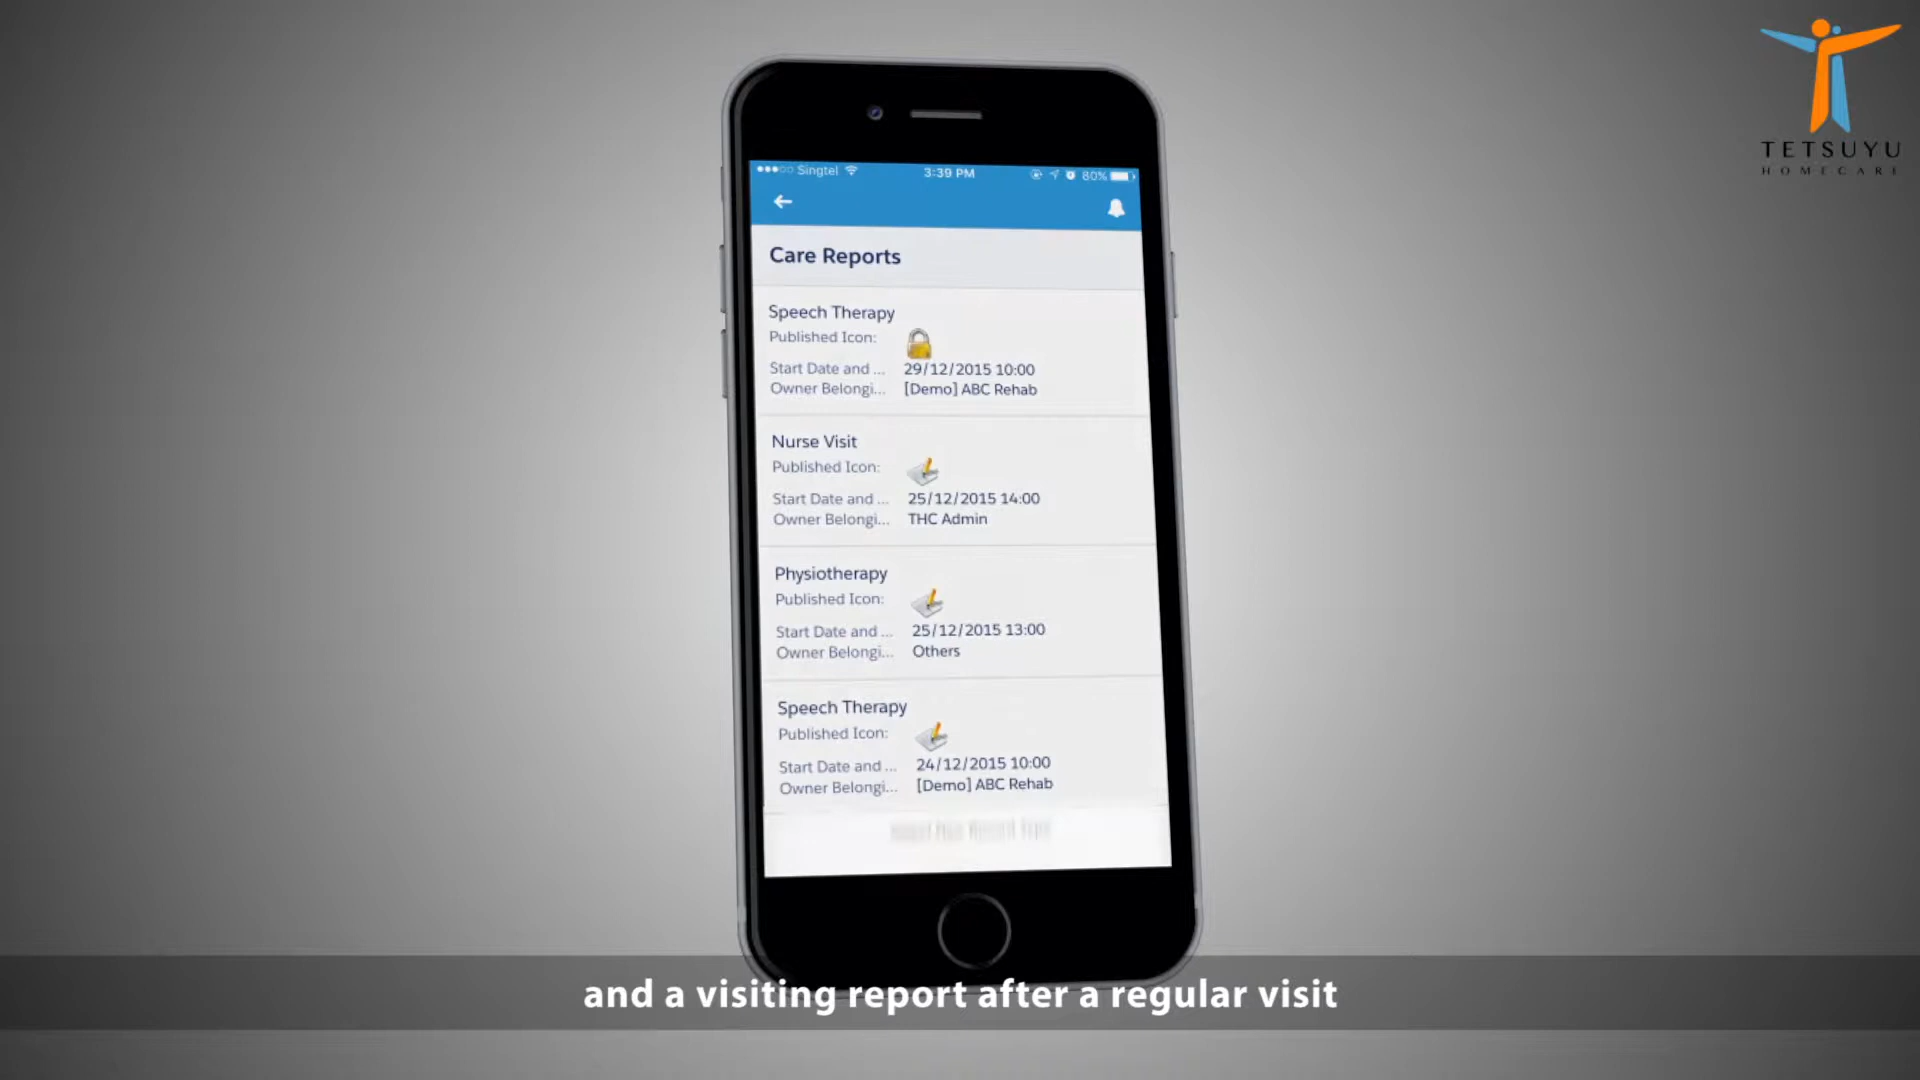 TETSUYU
HOMECARE
Singtel
3:39 PM
80%
Care Reports
Speech Therapy
Published Icon:
Start Date and ... 29/12/2015 10:00
Owner Belongi... [Demo] ABC Rehab
Nurse Visit
Published Icon:
Start Date and ... 25/12/2015 14:00
Owner Belongi... THC Admin
Physiotherapy
Published Icon:
Start Date and ... 25/12/2015 13:00
Owner Belongi... Others
Speech Therapy
Published Icon:
Start Date and ... 24/12/2015 10:00
Owner Belongi... [Demo] ABC Rehab
and a visiting report after a regular visit